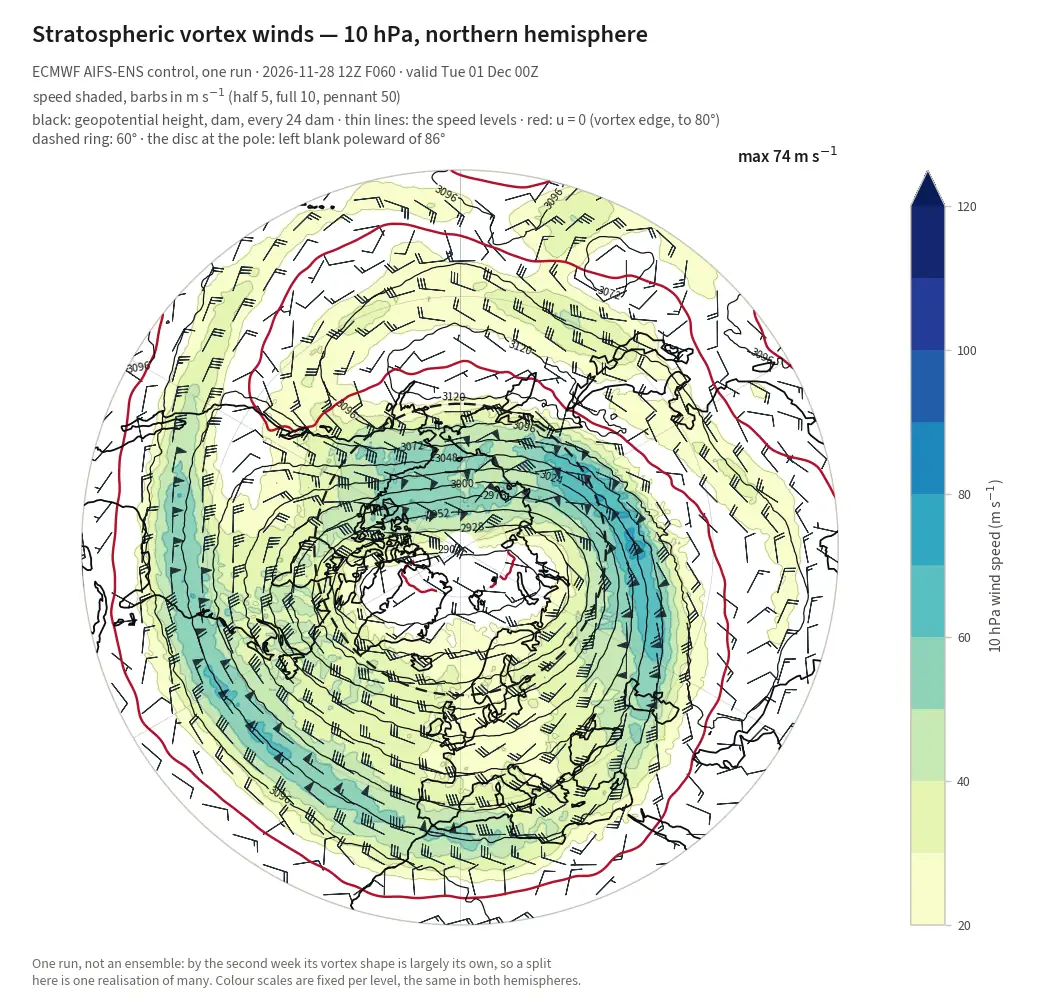 Stratospheric vortex winds — 10 hPa, northern hemisphere
ECMWF AIFS-ENS control, one run · 2026-11-28 12Z F060 · valid Tue 01 Dec 00Z
speed shaded, barbs in m s⁻¹ (half 5, full 10, pennant 50)
black: geopotential height, dam, every 24 dam · thin lines: the speed levels · red: u = 0 (vortex edge, to 80°)
dashed ring: 60° · the disc at the pole: left blank poleward of 86°
max 74 m s⁻¹
3096
3096
3072
3096
3096
3120
3120
3096
3096
3072
3048
3024
3000
2976
2952
2928
3096
120
100
80
60
40
20
10 hPa wind speed (m s⁻¹)
One run, not an ensemble: by the second week its vortex shape is largely its own, so a split
here is one realisation of many. Colour scales are fixed per level, the same in both hemispheres.